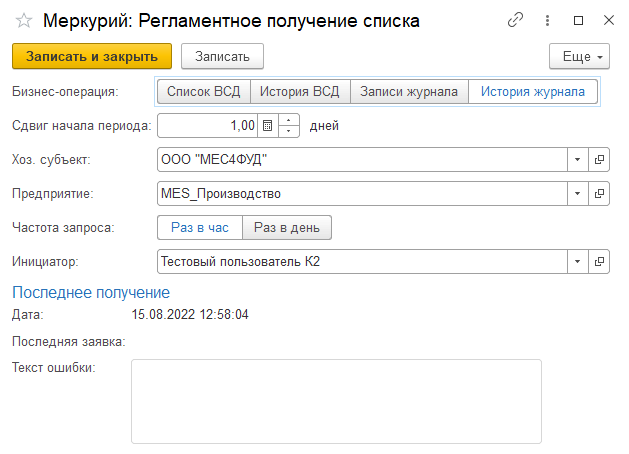 Меркурий: Регламентное получение списка
Записать и закрыть Записать Еще
Бизнес-операция: Список ВСД История ВСД Записи журнала История журнала
Сдвиг начала периода: 1,00 дней
Хоз. субъект: ООО "МЕС4ФУД"
Предприятие: MES_Производство
Частота запроса: Раз в час Раз в день
Инициатор: Тестовый пользователь К2
Последнее получение
Дата: 15.08.2022 12:58:04
Последняя заявка:
Текст ошибки: